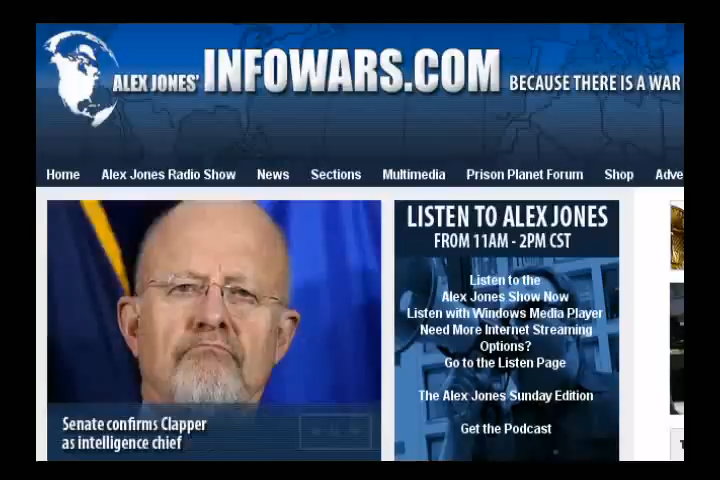 ALEX JONES' INFOWARS.COM BECAUSE THERE IS A WAR
Home Alex Jones Radio Show News Sections Multimedia Prison Planet Forum Shop Adve
LISTEN TO ALEX JONES
FROM 11AM - 2PM CST
Listen to the
Alex Jones Show Now
Listen with Windows Media Player
Need More Internet Streaming
Options?
Go to the Listen Page
The Alex Jones Sunday Edition
Get the Podcast
Senate confirms Clapper
as intelligence chief